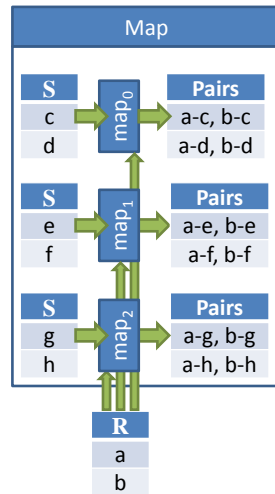 Map
S
c
d
map0
Pairs
a-c, b-c
a-d, b-d
S
e
f
map1
Pairs
a-e, b-e
a-f, b-f
S
g
h
map2
Pairs
a-g, b-g
a-h, b-h
R
a
b